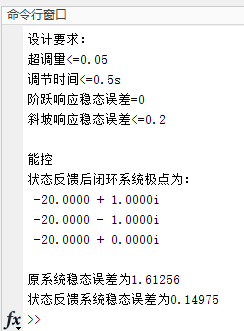 命令行窗口
设计要求:
超调量<=0.05
调节时间<=0.5s
阶跃响应稳态误差=0
斜坡响应稳态误差<=0.2
能控
状态反馈后闭环系统极点为:
-20.0000 + 1.0000i
-20.0000 - 1.0000i
-20.0000 + 0.0000i
原系统稳态误差为1.61256
状态反馈系统稳态误差为0.14975
fx >>